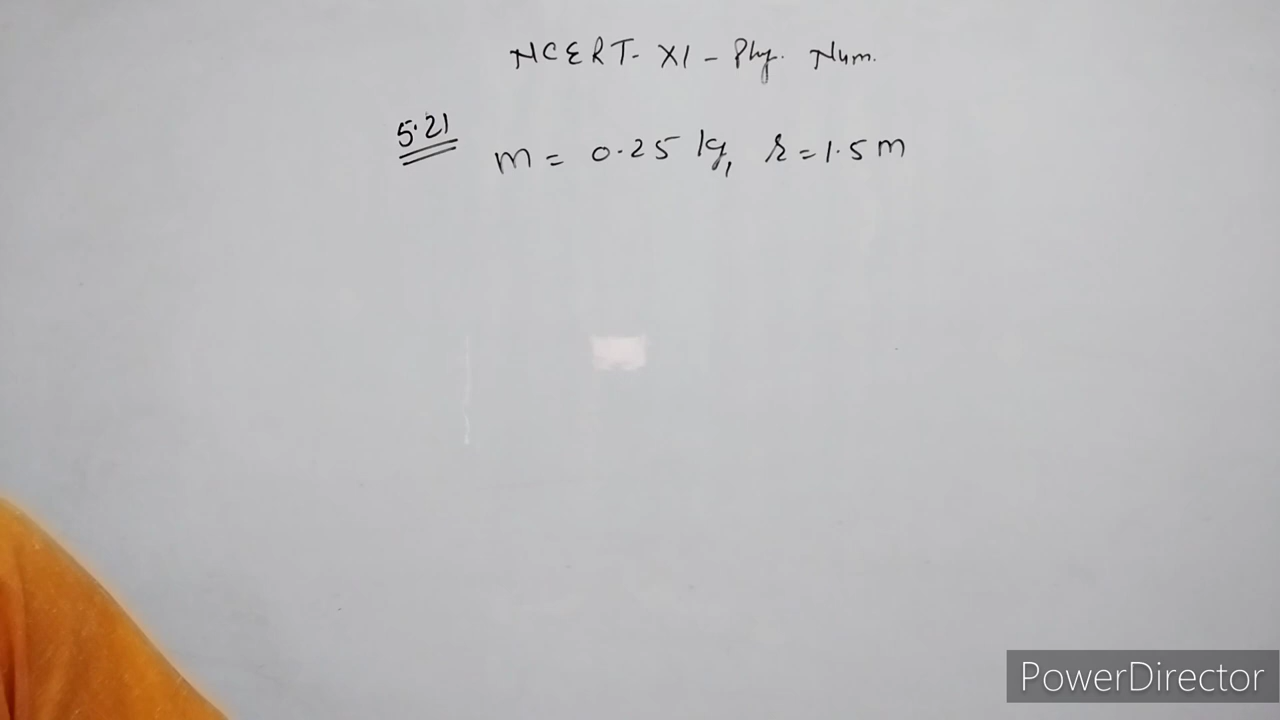 NCERT- XI - Phy. Num.
5.21 m = 0.25 kg, r = 1.5 m
PowerDirector